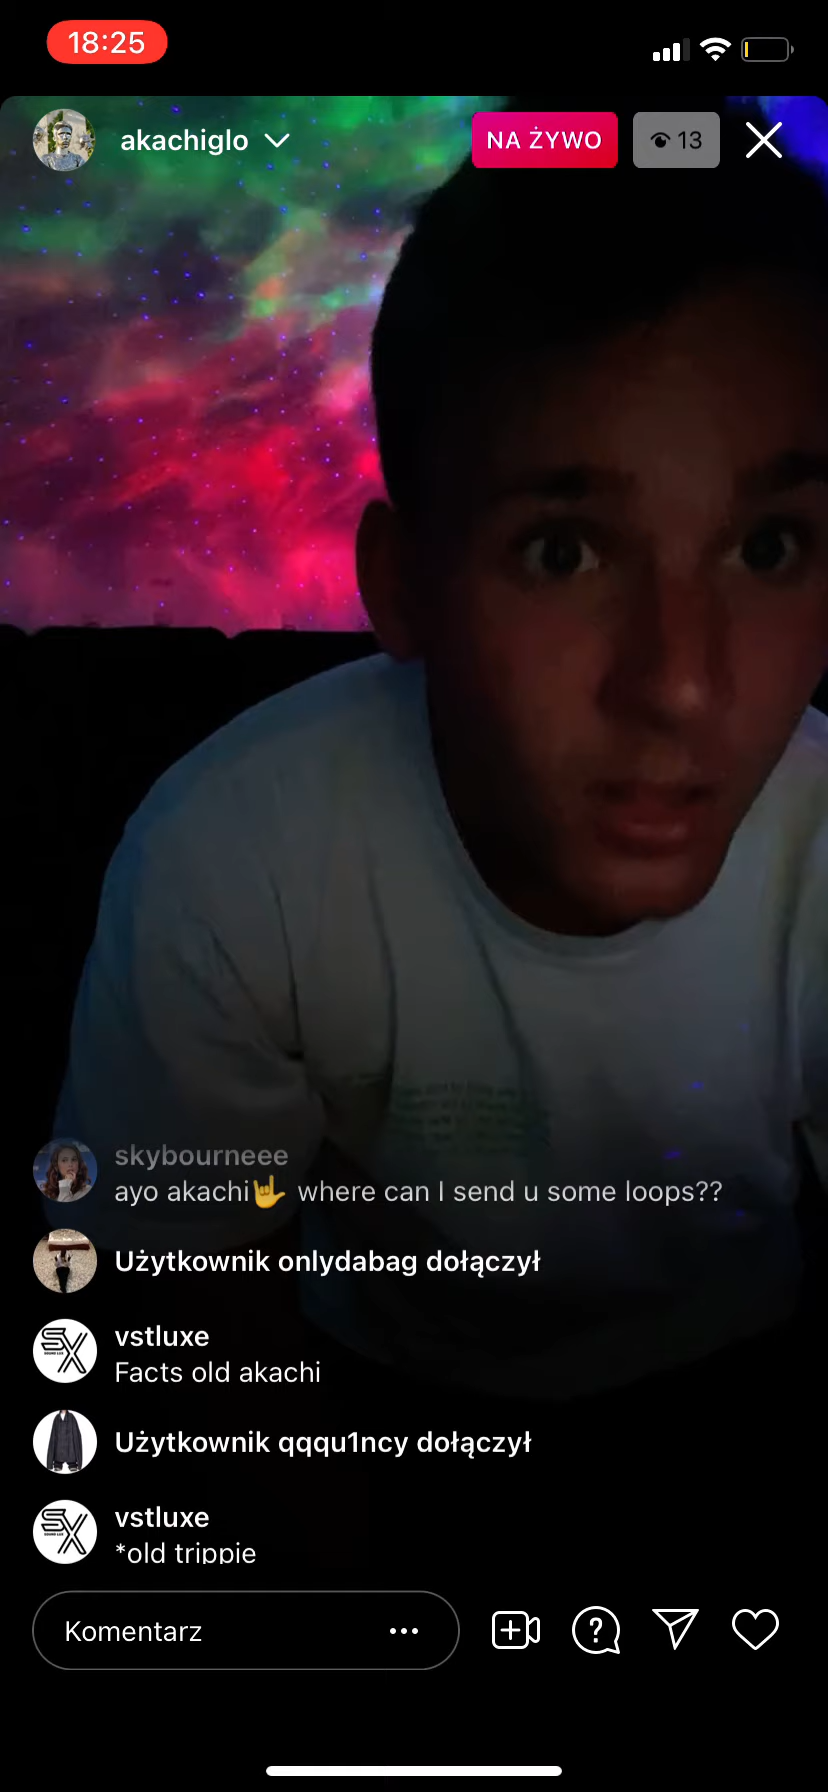 18:25
akachiglo
NA ŻYWO
13
skybourneee
ayo akachi🤟 where can I send u some loops??
Użytkownik onlydabag dołączył
vstluxe
Facts old akachi
Użytkownik qqqu1ncy dołączył
vstluxe
*old trippie
Komentarz